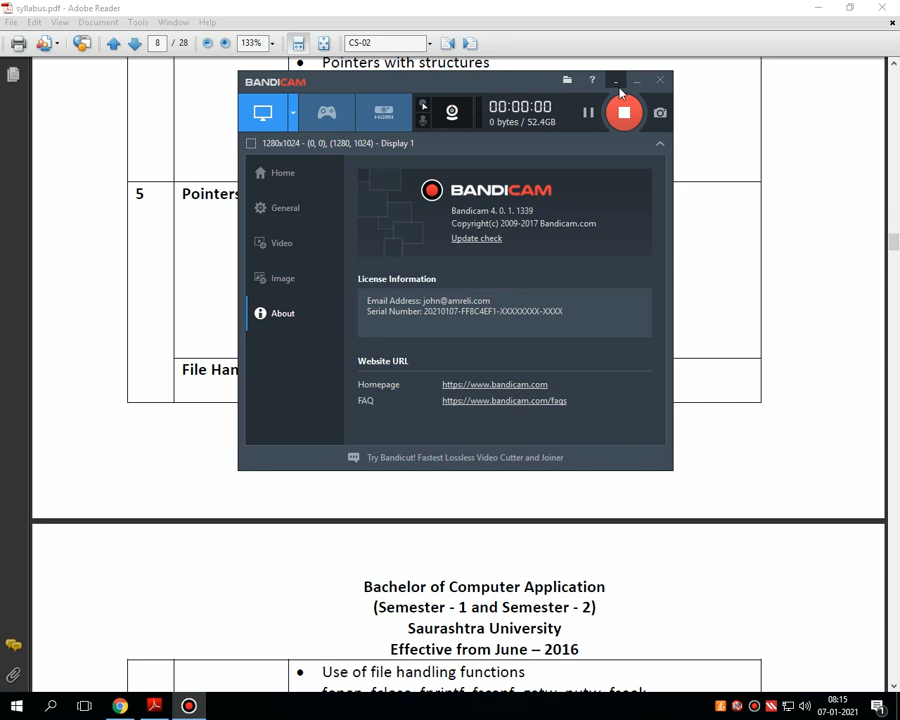 syllabus.pdf - Adobe Reader
File Edit View Document Tools Window Help
8 / 28 133% CS-02
Pointers with structures
BANDICAM
?
HDMI
00:00:00
0 bytes / 52.4GB
1280x1024 - (0, 0), (1280, 1024) - Display 1
5 Pointers
Home
General
Video
Image
About
BANDICAM
Bandicam 4. 0. 1. 1339
Copyright(c) 2009-2017 Bandicam.com
Update check
License Information
Email Address: john@amreli.com
Serial Number: 20210107-FF8C4EF1-XXXXXXXX-XXXX
Website URL
Homepage https://www.bandicam.com
FAQ https://www.bandicam.com/faqs
File Han
Try Bandicut! Fastest Lossless Video Cutter and Joiner
Bachelor of Computer Application
(Semester - 1 and Semester - 2)
Saurashtra University
Effective from June – 2016
Use of file handling functions
08:15
07-01-2021